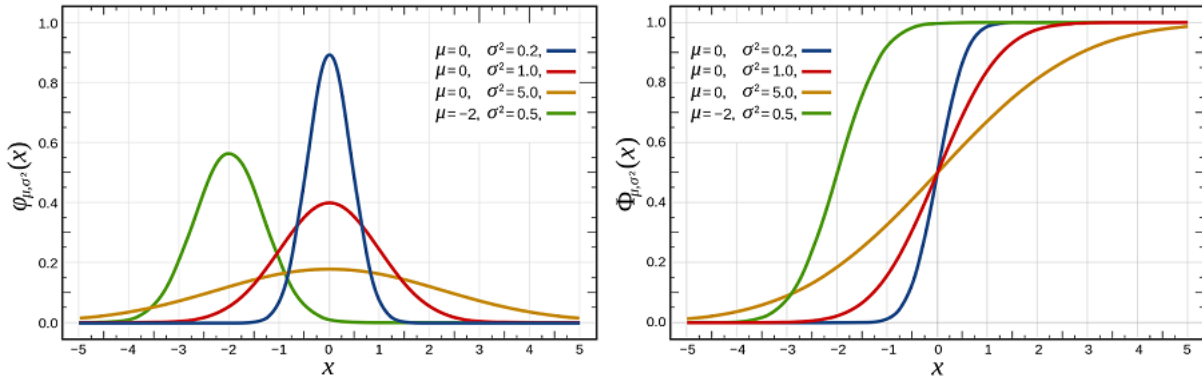 1.0
0.8
0.6
0.4
0.2
0.0
φμ,σ²(x)
μ=0, σ²=0.2,
μ=0, σ²=1.0,
μ=0, σ²=5.0,
μ=−2, σ²=0.5,
−5 −4 −3 −2 −1 0 1 2 3 4 5
x
1.0
0.8
0.6
0.4
0.2
0.0
Φμ,σ²(x)
μ=0, σ²=0.2,
μ=0, σ²=1.0,
μ=0, σ²=5.0,
μ=−2, σ²=0.5,
−5 −4 −3 −2 −1 0 1 2 3 4 5
x